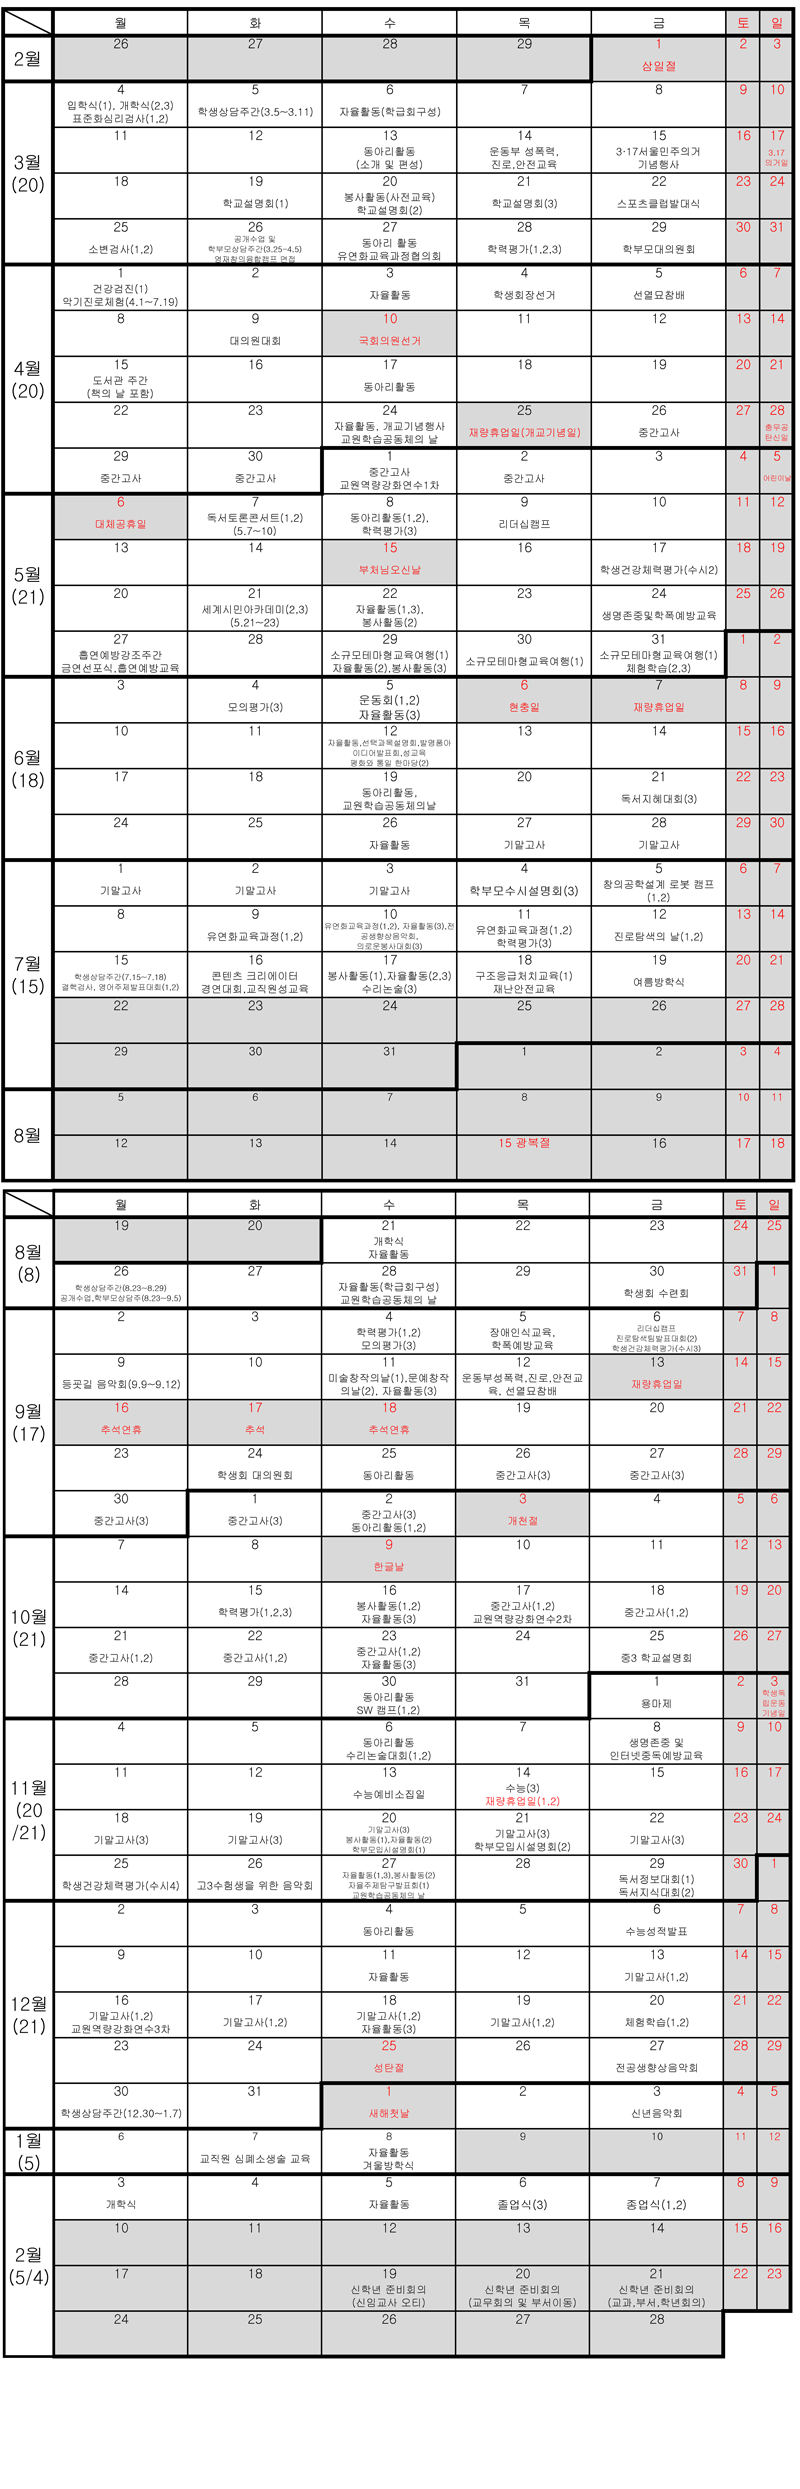 월 화 수 목 금 토 일
2월
26 27 28 29 1 2 3
삼일절
3월
(20)
4 5 6 7 8 9 10
입학식(1), 개학식(2,3)
표준화심리검사(1,2)
학생상담주간(3.5~3.11)
자율활동(학급회구성)
11 12 13 14 15 16 17
동아리활동
(소개 및 편성)
운동부 성폭력,
진로,안전교육
3·17서울민주의거
기념행사
3.17
의거일
18 19 20 21 22 23 24
학교설명회(1)
봉사활동(사전교육)
학교설명회(2)
학교설명회(3)
스포츠클럽발대식
25 26 27 28 29 30 31
소변검사(1,2)
공개수업 및
학부모상담주간(3.25-4.5)
영재창의융합캠프 면접
동아리 활동
유연화교육과정협의회
학력평가(1,2,3)
학부모대의원회
4월
(20)
1 2 3 4 5 6 7
건강검진(1)
악기진로체험(4.1~7.19)
자율활동
학생회장선거
선열묘참배
8 9 10 11 12 13 14
대의원대회
국회의원선거
15 16 17 18 19 20 21
도서관 주간
(책의 날 포함)
동아리활동
22 23 24 25 26 27 28
자율활동, 개교기념행사
교원학습공동체의 날
재량휴업일(개교기념일)
중간고사
충무공
탄신일
29 30 1 2 3 4 5
중간고사
중간고사
중간고사
교원역량강화연수1차
중간고사
어린이날
5월
(21)
6 7 8 9 10 11 12
대체공휴일
독서토론콘서트(1,2)
(5.7~10)
동아리활동(1,2),
학력평가(3)
리더십캠프
13 14 15 16 17 18 19
부처님오신날
학생건강체력평가(수시2)
20 21 22 23 24 25 26
세계시민아카데미(2,3)
(5.21~23)
자율활동(1,3),
봉사활동(2)
생명존중및학폭예방교육
27 28 29 30 31 1 2
흡연예방강조주간
금연선포식,흡연예방교육
소규모테마형교육여행(1)
자율활동(2),봉사활동(3)
소규모테마형교육여행(1)
소규모테마형교육여행(1)
체험학습(2,3)
6월
(18)
3 4 5 6 7 8 9
모의평가(3)
운동회(1,2)
자율활동(3)
현충일
재량휴업일
10 11 12 13 14 15 16
자율활동,선택과목설명회,발명품아
이디어발표회,성교육
평화와 통일 한마당(2)
17 18 19 20 21 22 23
동아리활동,
교원학습공동체의날
독서지혜대회(3)
24 25 26 27 28 29 30
자율활동
기말고사
기말고사
7월
(15)
1 2 3 4 5 6 7
기말고사
기말고사
기말고사
학부모수시설명회(3)
창의공학설계 로봇 캠프
(1,2)
8 9 10 11 12 13 14
유연화교육과정(1,2)
유연화교육과정(1,2), 자율활동(3),전
공생향상음악회,
의로운봉사대회(3)
유연화교육과정(1,2)
학력평가(3)
진로탐색의 날(1,2)
15 16 17 18 19 20 21
학생상담주간(7.15~7.18)
결핵검사, 영어주제발표대회(1,2)
콘텐츠 크리에이터
경연대회,교직원성교육
봉사활동(1),자율활동(2,3)
수리논술(3)
구조응급처치교육(1)
재난안전교육
여름방학식
22 23 24 25 26 27 28
29 30 31 1 2 3 4
8월
5 6 7 8 9 10 11
12 13 14 15 광복절 16 17 18
월 화 수 목 금 토 일
8월
(8)
19 20 21 22 23 24 25
개학식
자율활동
26 27 28 29 30 31 1
학생상담주간(8.23~8.29)
공개수업,학부모상담주(8.23~9.5)
자율활동(학급회구성)
교원학습공동체의 날
학생회 수련회
9월
(17)
2 3 4 5 6 7 8
학력평가(1,2)
모의평가(3)
장애인식교육,
학폭예방교육
리더십캠프
진로탐색팀발표대회(2)
학생건강체력평가(수시3)
9 10 11 12 13 14 15
등굣길 음악회(9.9~9.12)
미술창작의날(1),문예창작
의날(2), 자율활동(3)
운동부성폭력,진로,안전교
육, 선열묘참배
재량휴업일
16 17 18 19 20 21 22
추석연휴
추석
추석연휴
23 24 25 26 27 28 29
학생회 대의원회
동아리활동
중간고사(3)
중간고사(3)
30 1 2 3 4 5 6
중간고사(3)
중간고사(3)
중간고사(3)
동아리활동(1,2)
개천절
10월
(21)
7 8 9 10 11 12 13
한글날
14 15 16 17 18 19 20
학력평가(1,2,3)
봉사활동(1,2)
자율활동(3)
중간고사(1,2)
교원역량강화연수2차
중간고사(1,2)
21 22 23 24 25 26 27
중간고사(1,2)
중간고사(1,2)
중간고사(1,2)
자율활동(3)
중3 학교설명회
28 29 30 31 1 2 3
동아리활동
SW 캠프(1,2)
용마제
학생독
립운동
기념일
11월
(20
/21)
4 5 6 7 8 9 10
동아리활동
수리논술대회(1,2)
생명존중 및
인터넷중독예방교육
11 12 13 14 15 16 17
수능예비소집일
수능(3)
재량휴업일(1,2)
18 19 20 21 22 23 24
기말고사(3)
기말고사(3)
기말고사(3)
봉사활동(1),자율활동(2)
학부모입시설명회(1)
기말고사(3)
학부모입시설명회(2)
기말고사(3)
25 26 27 28 29 30 1
학생건강체력평가(수시4)
고3수험생을 위한 음악회
자율활동(1,3),봉사활동(2)
자율주제탐구발표회(1)
교원학습공동체의 날
독서정보대회(1)
독서지식대회(2)
12월
(21)
2 3 4 5 6 7 8
동아리활동
수능성적발표
9 10 11 12 13 14 15
자율활동
기말고사(1,2)
16 17 18 19 20 21 22
기말고사(1,2)
교원역량강화연수3차
기말고사(1,2)
기말고사(1,2)
자율활동(3)
기말고사(1,2)
체험학습(1,2)
23 24 25 26 27 28 29
성탄절
전공생향상음악회
30 31 1 2 3 4 5
학생상담주간(12.30~1.7)
새해첫날
신년음악회
1월
(5)
6 7 8 9 10 11 12
교직원 심폐소생술 교육
자율활동
겨울방학식
2월
(5/4)
3 4 5 6 7 8 9
개학식
자율활동
졸업식(3)
종업식(1,2)
10 11 12 13 14 15 16
17 18 19 20 21 22 23
신학년 준비회의
(신임교사 오티)
신학년 준비회의
(교무회의 및 부서이동)
신학년 준비회의
(교과,부서,학년회의)
24 25 26 27 28